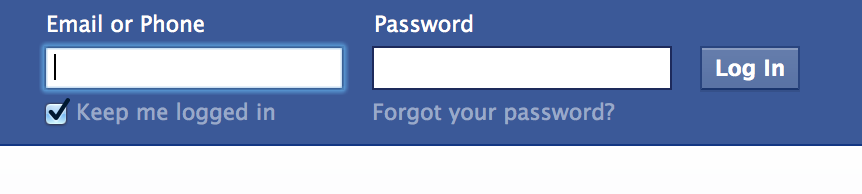 Email or Phone
Password
Log In
Keep me logged in
Forgot your password?